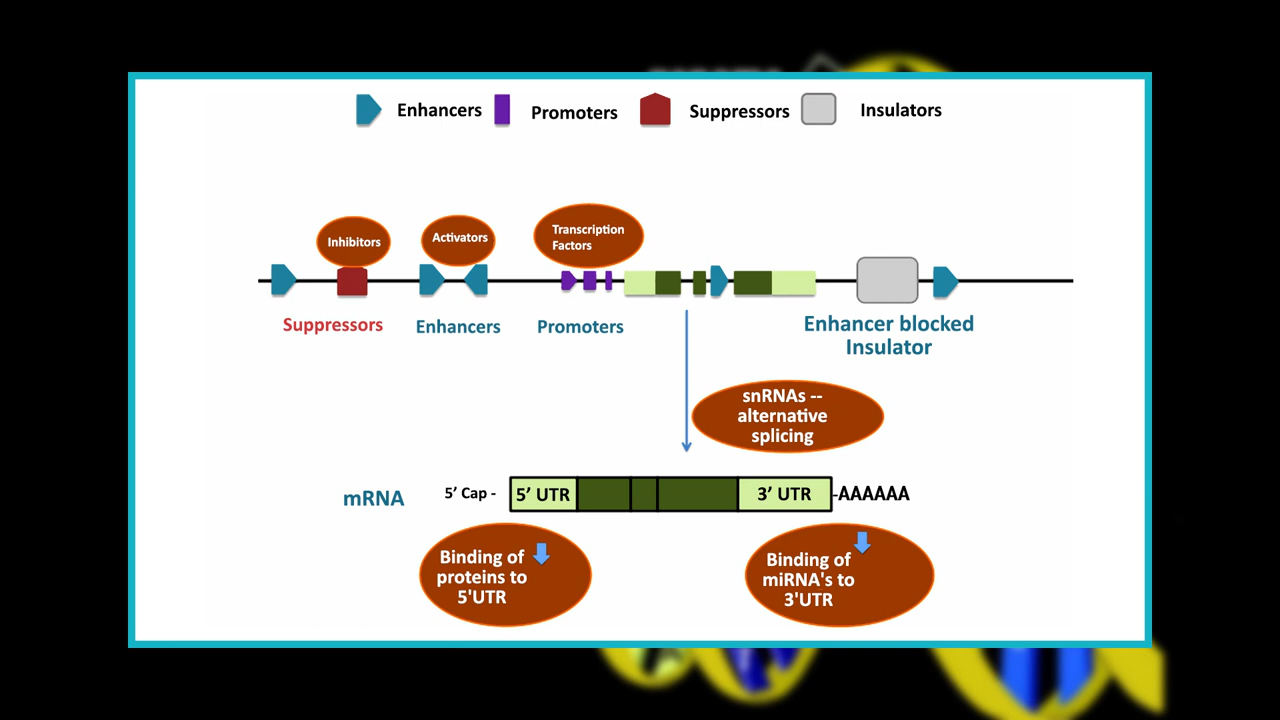 Enhancers
Promoters
Suppressors
Insulators
Inhibitors
Activators
Transcription
Factors
Suppressors
Enhancers
Promoters
Enhancer blocked
Insulator
snRNAs --
alternative
splicing
mRNA
5’ Cap -
5’ UTR
3’ UTR
-AAAAAA
Binding of
proteins to
5'UTR
Binding of
miRNA's to
3'UTR